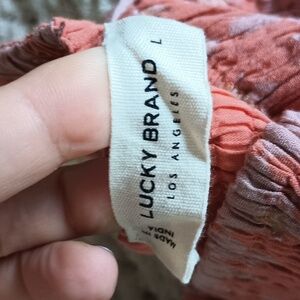 L
LUCKY BRAND
LOS ANGELES
MADE IN
INDIA